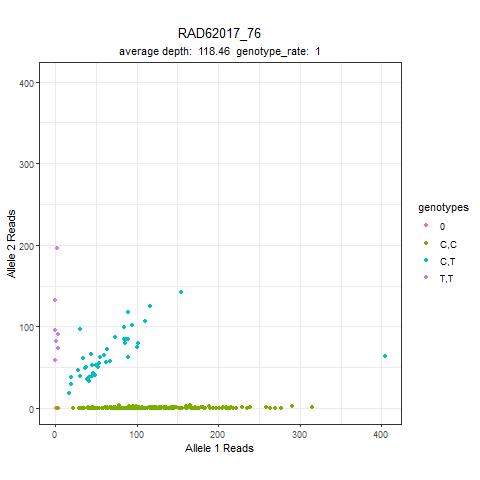 RAD62017_76
average depth: 118.46 genotype_rate: 1
400
300
200
100
0
Allele 2 Reads
0 100 200 300 400
Allele 1 Reads
genotypes
0
C,C
C,T
T,T